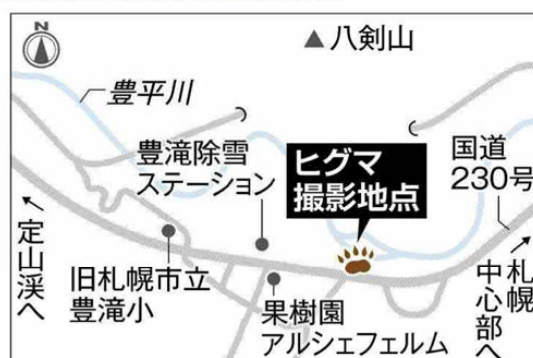 N
▲八剣山
豊平川
豊滝除雪
ステーション
ヒグマ
撮影地点
国道
230号
←定山渓へ
旧札幌市立
豊滝小
果樹園
アルシェフェルム
→札幌
中心部へ